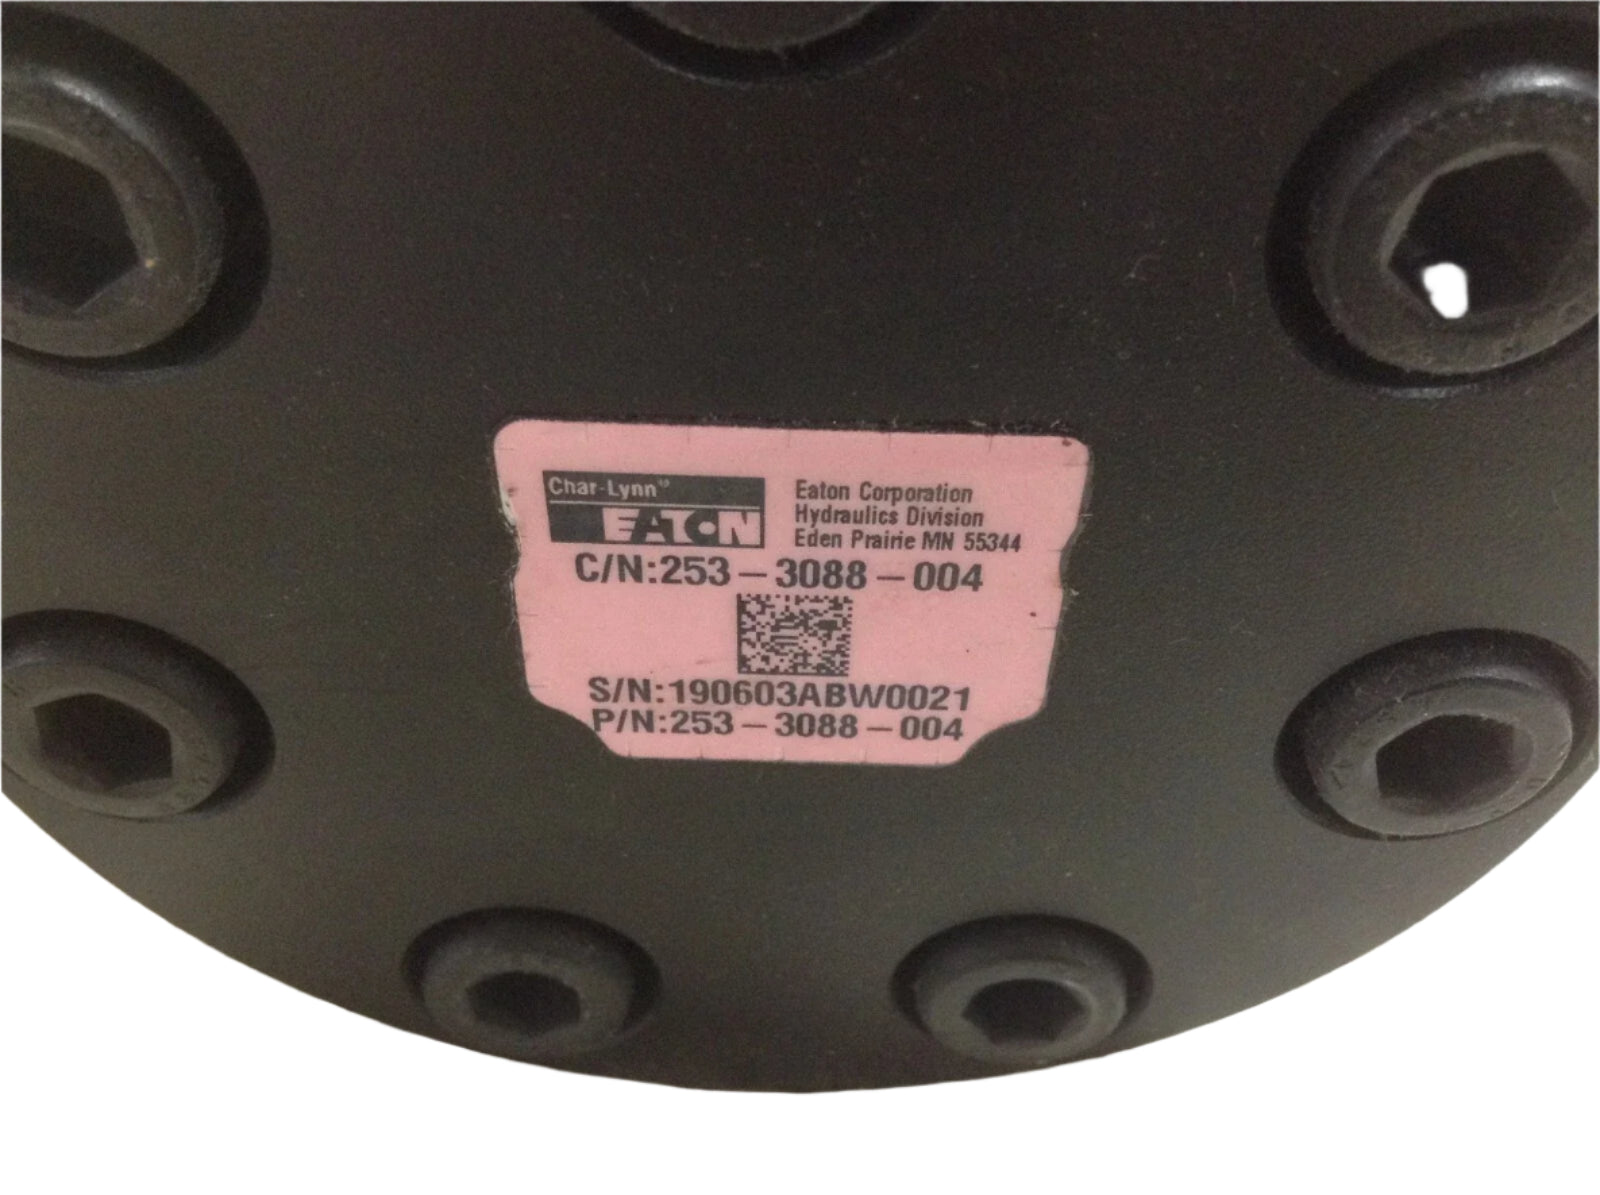 Char-Lynn®
EATON
Eaton Corporation
Hydraulics Division
Eden Prairie MN 55344
C/N:253-3088-004
S/N:190603ABW0021
P/N:253-3088-004